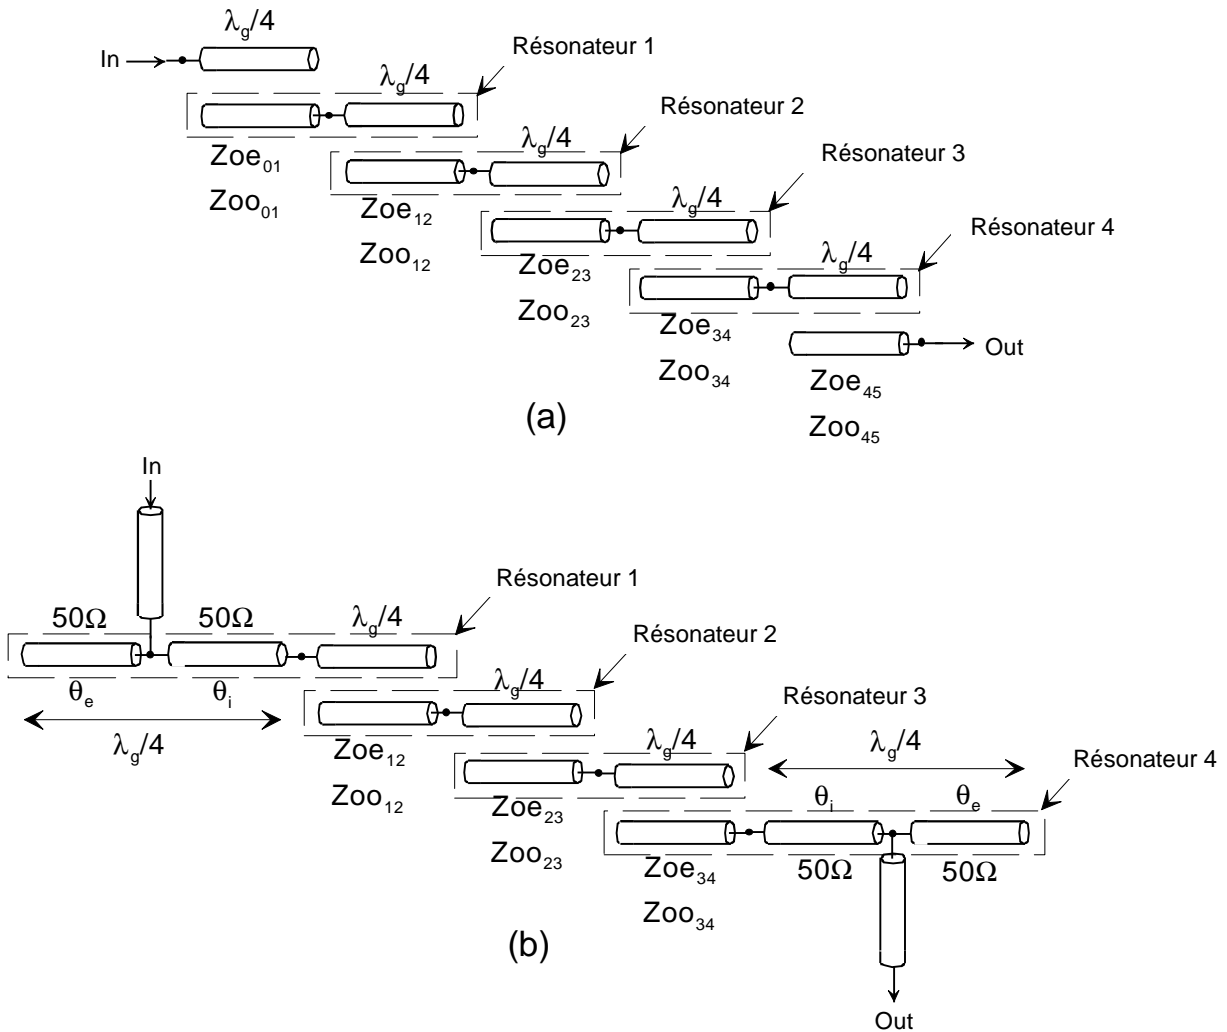 λg/4
Résonateur 1
In
λg/4
Résonateur 2
Zoe01
λg/4
Résonateur 3
Zoo01
Zoe12
λg/4
Résonateur 4
Zoo12
Zoe23
λg/4
Zoo23
Zoe34
Out
Zoo34
Zoe45
Zoo45
(a)
In
Résonateur 1
50Ω 50Ω λg/4
Résonateur 2
θe θi λg/4
Résonateur 3
λg/4
Zoe12
λg/4
λg/4
Résonateur 4
Zoo12
Zoe23
θi θe
Zoo23
Zoe34
50Ω 50Ω
Zoo34
(b)
Out